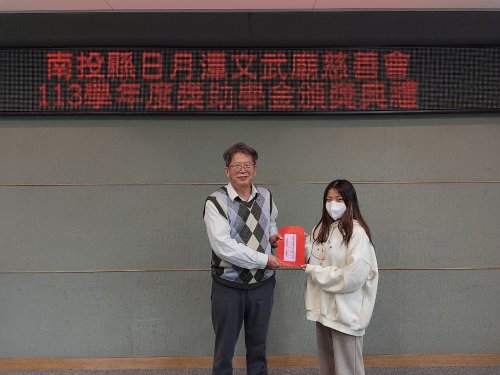 南投縣日月潭文武廟慈善會
113學年度獎助學金頒獎典禮